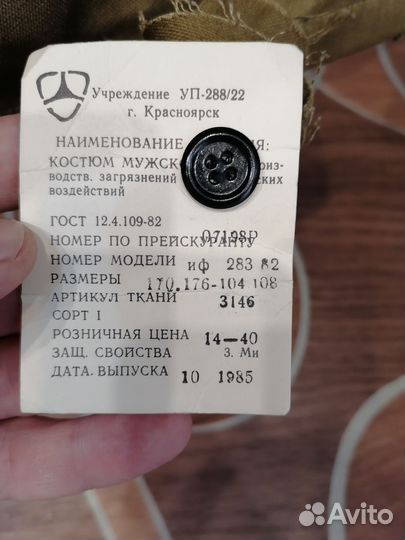 Учреждение УП-288/22
г. Красноярск
НАИМЕНОВАНИЕ
КОСТЮМ МУЖСКО
водств. загрязнений
воздействий
ГОСТ 12.4.109-82
07198Р
НОМЕР ПО ПРЕЙСКУРАНТУ
НОМЕР МОДЕЛИ иф 283 82
РАЗМЕРЫ 170.176-104 108
АРТИКУЛ ТКАНИ 3146
СОРТ 1
РОЗНИЧНАЯ ЦЕНА 14—40
ЗАЩ. СВОЙСТВА З. Ми
ДАТА. ВЫПУСКА 10 1985
Avito